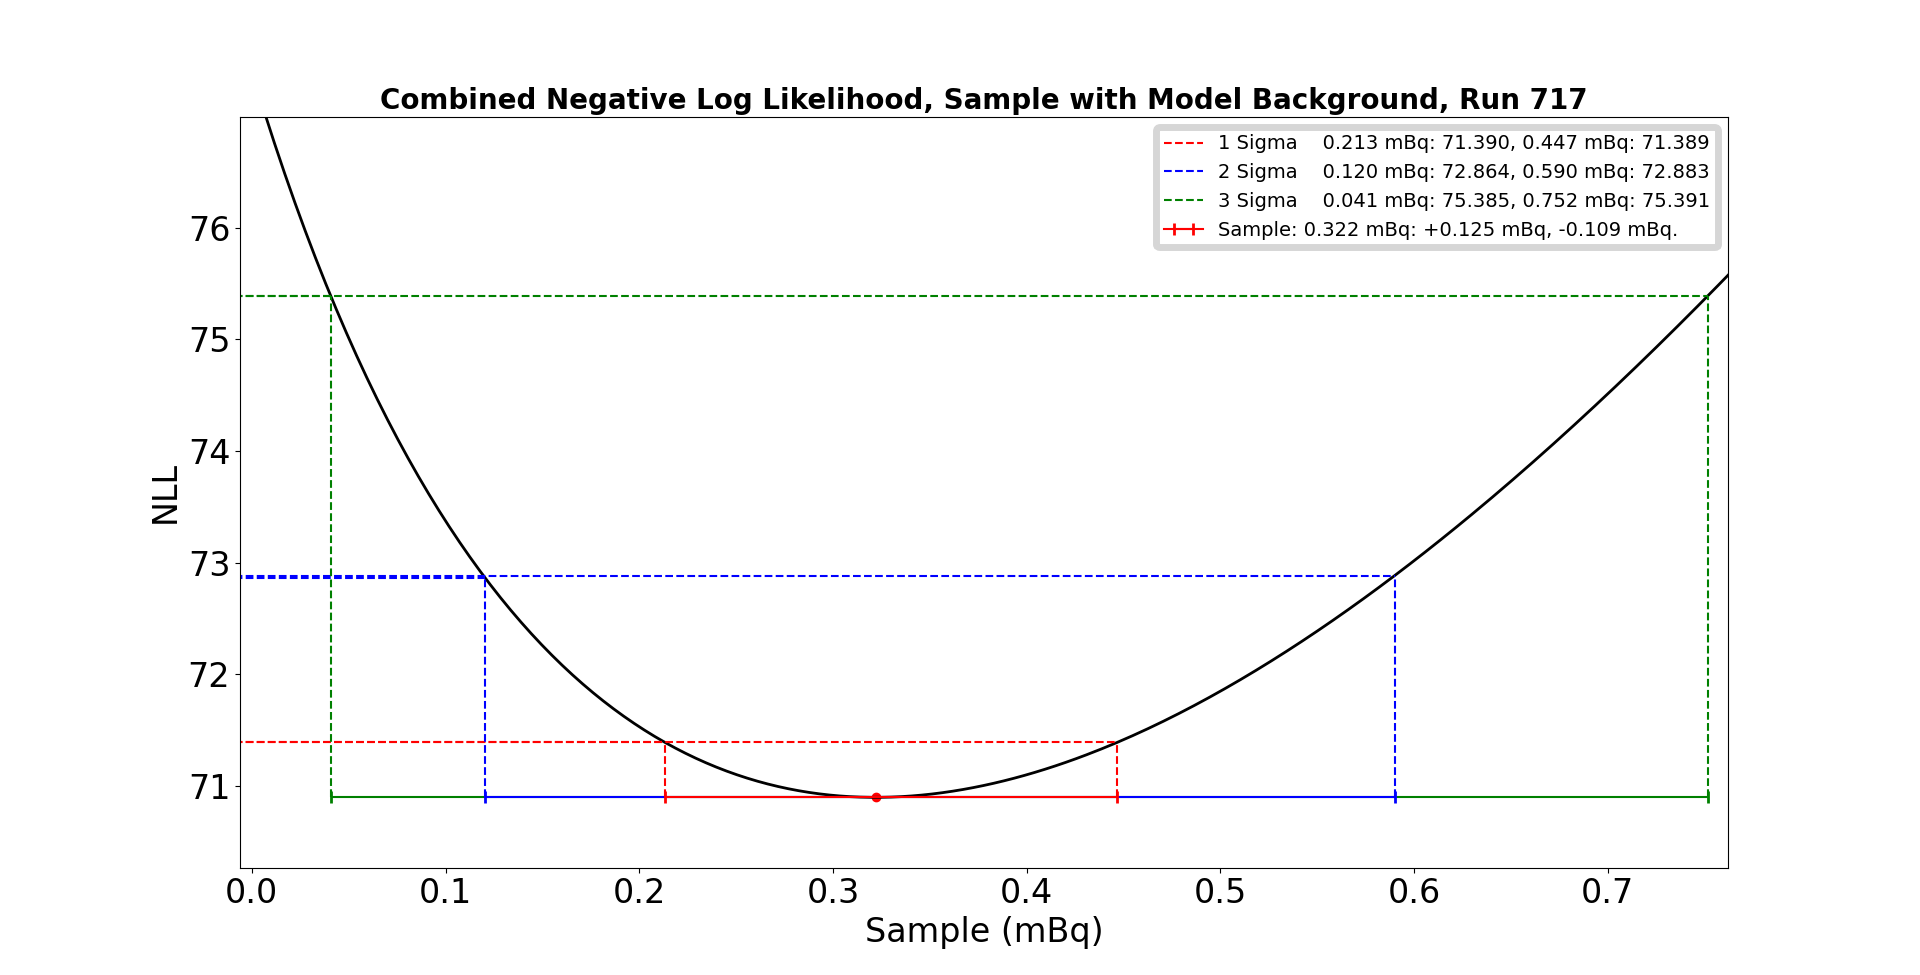 Combined Negative Log Likelihood, Sample with Model Background, Run 717
1 Sigma 0.213 mBq: 71.390, 0.447 mBq: 71.389
2 Sigma 0.120 mBq: 72.864, 0.590 mBq: 72.883
3 Sigma 0.041 mBq: 75.385, 0.752 mBq: 75.391
Sample: 0.322 mBq: +0.125 mBq, -0.109 mBq.
76
75
74
73
72
71
NLL
0.0 0.1 0.2 0.3 0.4 0.5 0.6 0.7
Sample (mBq)